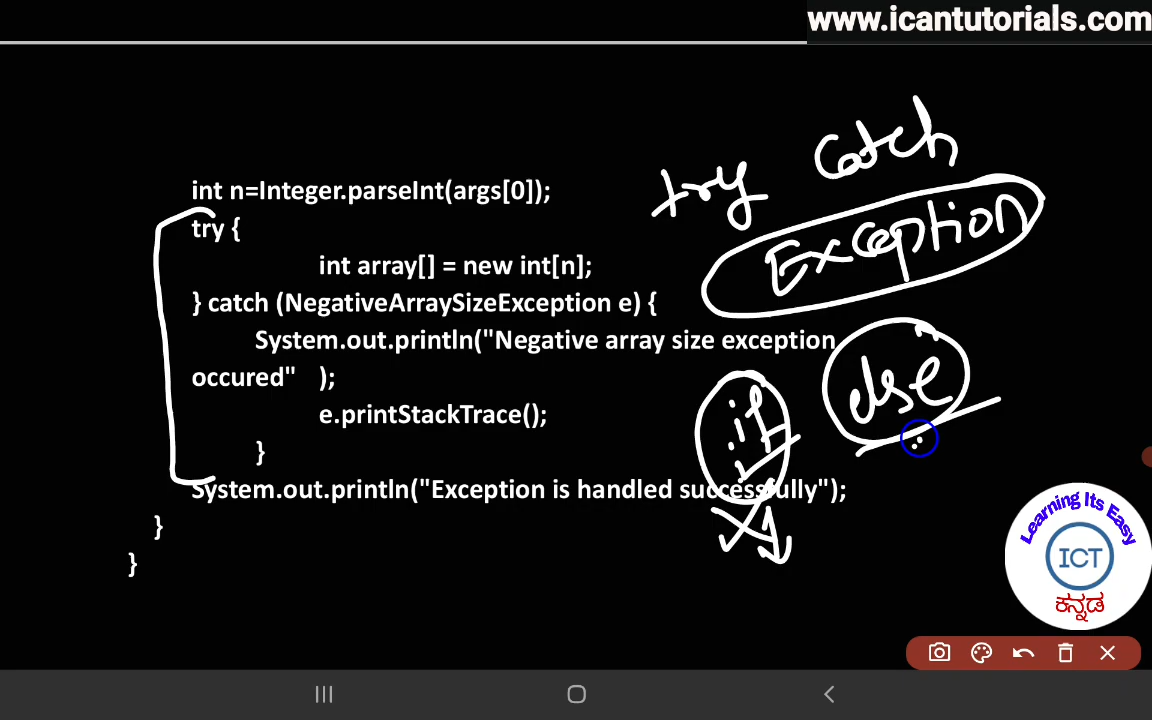 www.icantutorials.com
try catch
int n=Integer.parseInt(args[0]);
try {
Exception
int array[] = new int[n];
} catch (NegativeArraySizeException e) {
System.out.println("Negative array size exception
occured" );
else
if
e.printStackTrace();
}
System.out.println("Exception is handled successfully");
}
}
Learning Its Easy
ICT
ಕನ್ನಡ